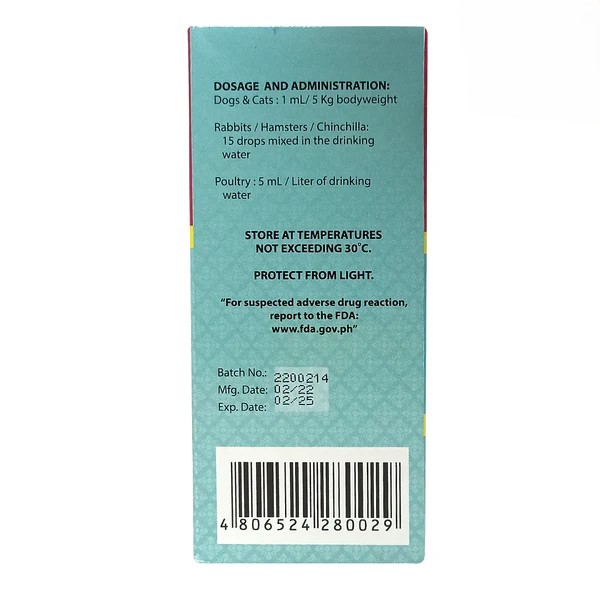 DOSAGE AND ADMINISTRATION:
Dogs & Cats : 1 mL/ 5 Kg bodyweight
Rabbits / Hamsters / Chinchilla:
15 drops mixed in the drinking
water
Poultry : 5 mL / Liter of drinking
water
STORE AT TEMPERATURES
NOT EXCEEDING 30°C.
PROTECT FROM LIGHT.
“For suspected adverse drug reaction,
report to the FDA:
www.fda.gov.ph”
Batch No.: 2200214
Mfg. Date: 02/22
Exp. Date: 02/25
4 806524 280029